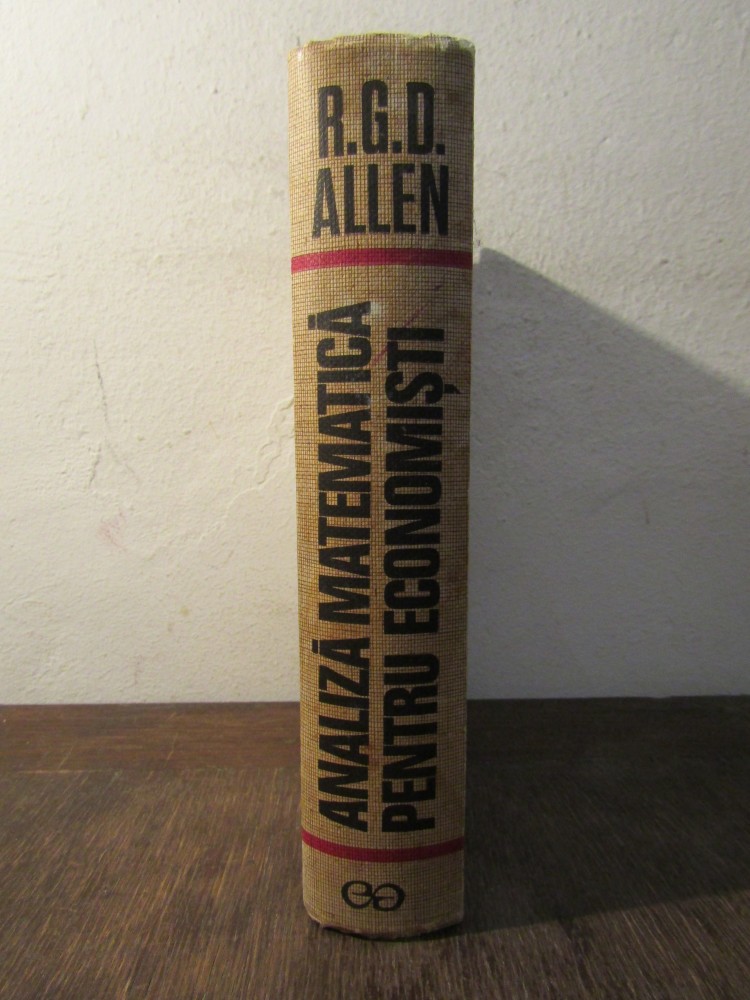 R.G.D.
ALLEN
ANALIZĂ MATEMATICĂ
PENTRU ECONOMIȘTI